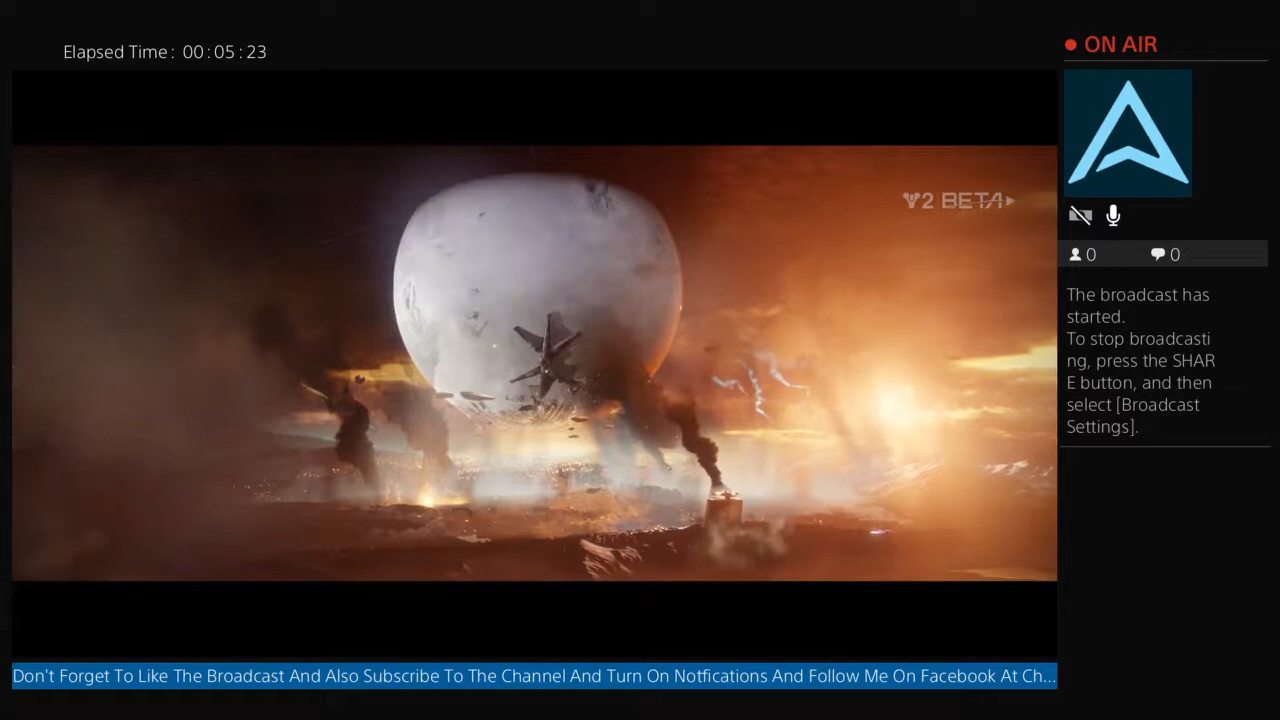 Elapsed Time: 00:05:23
ON AIR
2 BETA
0 0
The broadcast has
started.
To stop broadcasti
ng, press the SHAR
E button, and then
select [Broadcast
Settings].
Don't Forget To Like The Broadcast And Also Subscribe To The Channel And Turn On Notfications And Follow Me On Facebook At Ch...